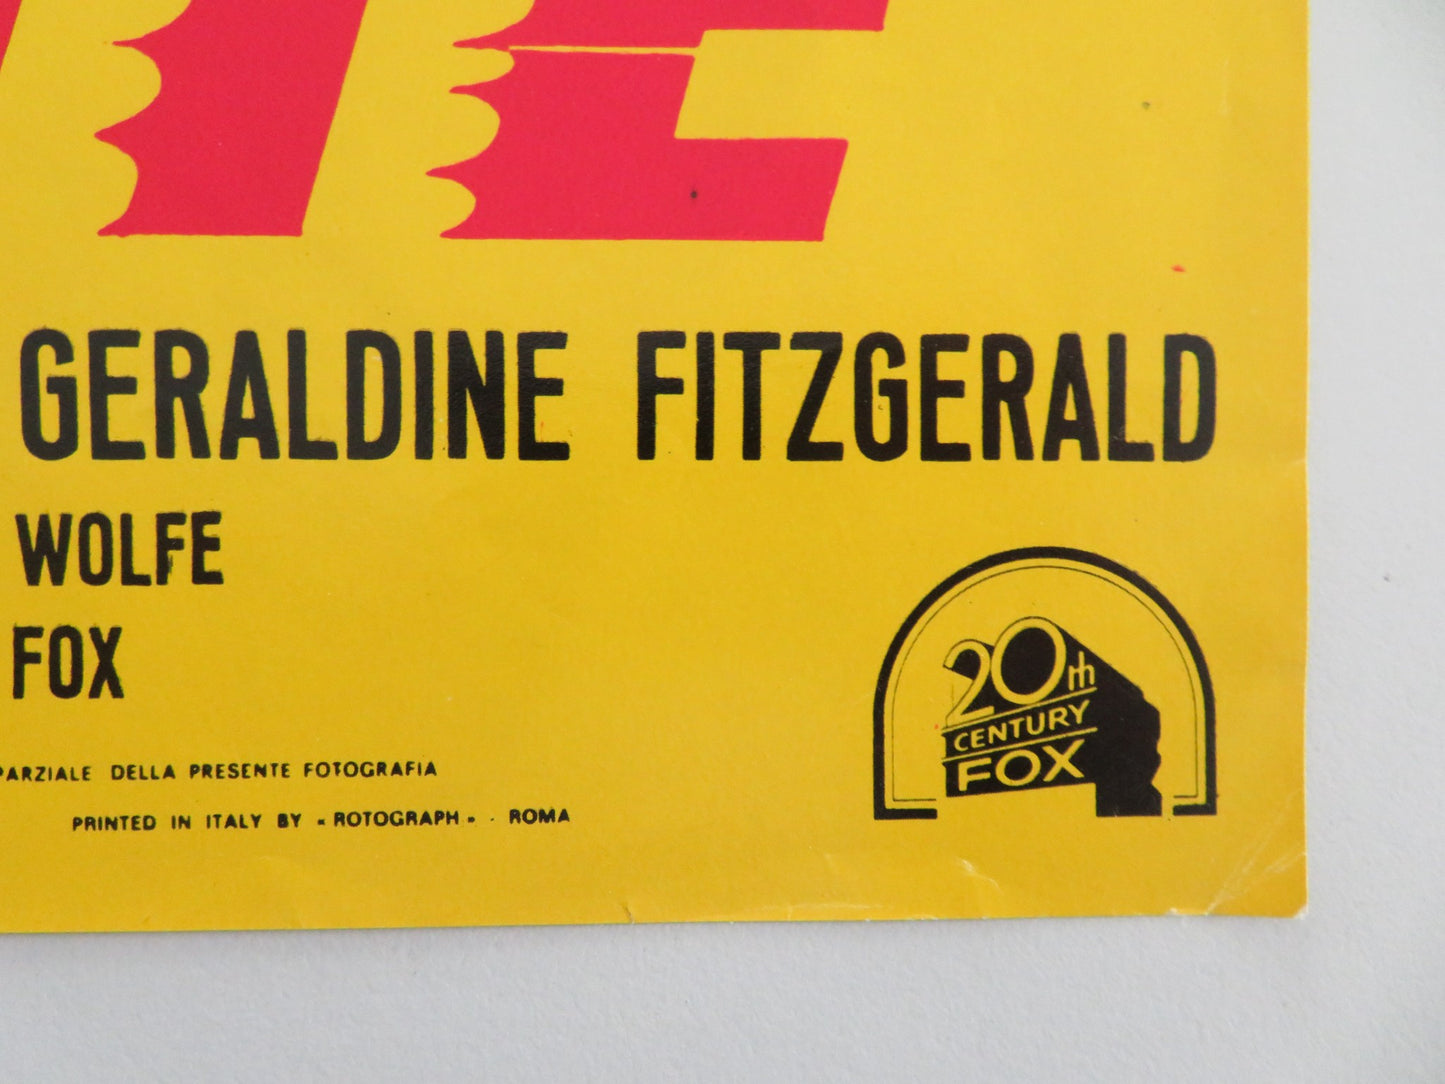 GERALDINE FITZGERALD
WOLFE
FOX
PARZIALE DELLA PRESENTE FOTOGRAFIA
PRINTED IN ITALY BY « ROTOGRAPH » - ROMA
20th
CENTURY
FOX